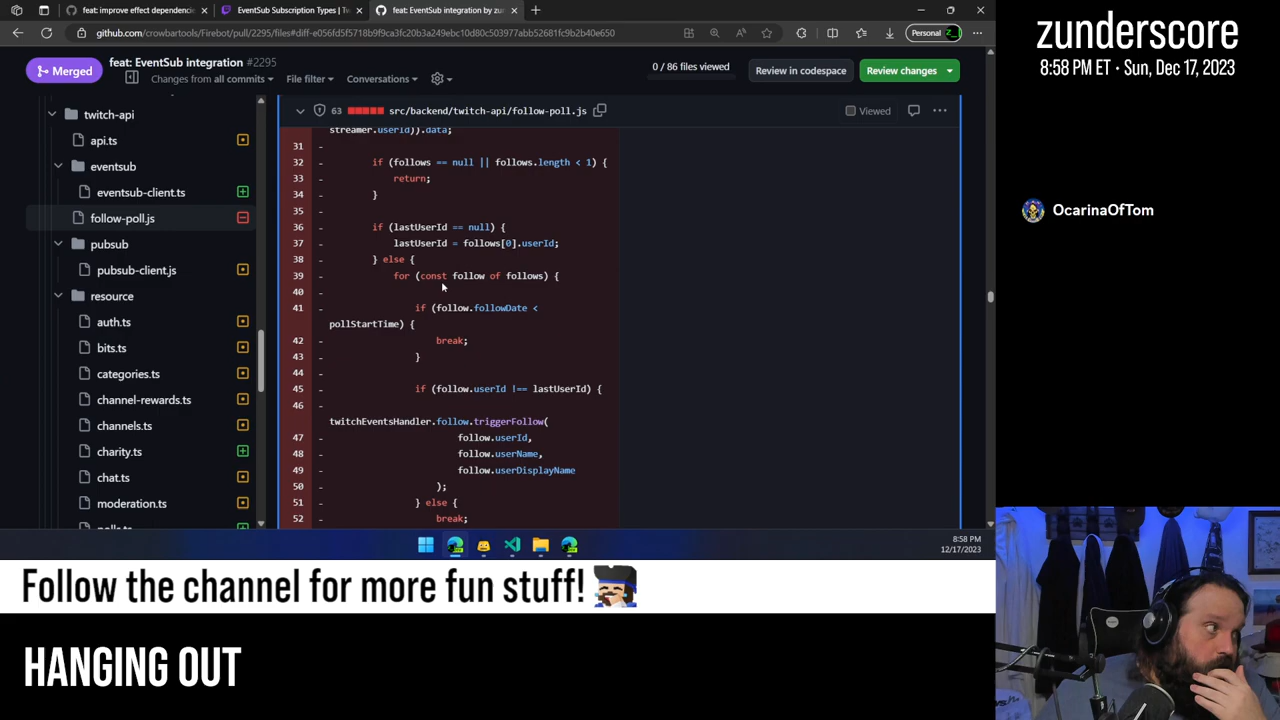 feat: improve effect dependencie
EventSub Subscription Types | Tw
feat: EventSub integration by zun
https://github.com/crowbartools/Firebot/pull/2295/files#diff-e056fd5f5718b9f9ca3fc20b3a249ebc10d80c503977abb52e68681fc9b2b40e650
Personal
Merged
feat: EventSub integration #2295
Changes from all commits
File filter
Conversations
0 / 86 files viewed
Review in codespace
Review changes
twitch-api
api.ts
eventsub
eventsub-client.ts
follow-poll.js
pubsub
pubsub-client.js
resource
auth.ts
bits.ts
categories.ts
channel-rewards.ts
channels.ts
charity.ts
chat.ts
moderation.ts
polls.ts
63 src/backend/twitch-api/follow-poll.js
Viewed
streamer.userId)).data;
31 -
32 - if (follows == null || follows.length < 1) {
33 - return;
34 - }
35 -
36 - if (lastUserId == null) {
37 - lastUserId = follows[0].userId;
38 - } else {
39 - for (const follow of follows) {
40 -
41 - if (follow.followDate <
pollStartTime) {
42 - break;
43 - }
44 -
45 - if (follow.userId !== lastUserId) {
46 -
twitchEventsHandler.follow.triggerFollow(
47 - follow.userId,
48 - follow.userName,
49 - follow.userDisplayName
50 - );
51 - } else {
52 - break;
8:58 PM
12/17/2023
Follow the channel for more fun stuff!
HANGING OUT
zunderscore
8:58 PM ET • Sun, Dec 17, 2023
OcarinaOfTom